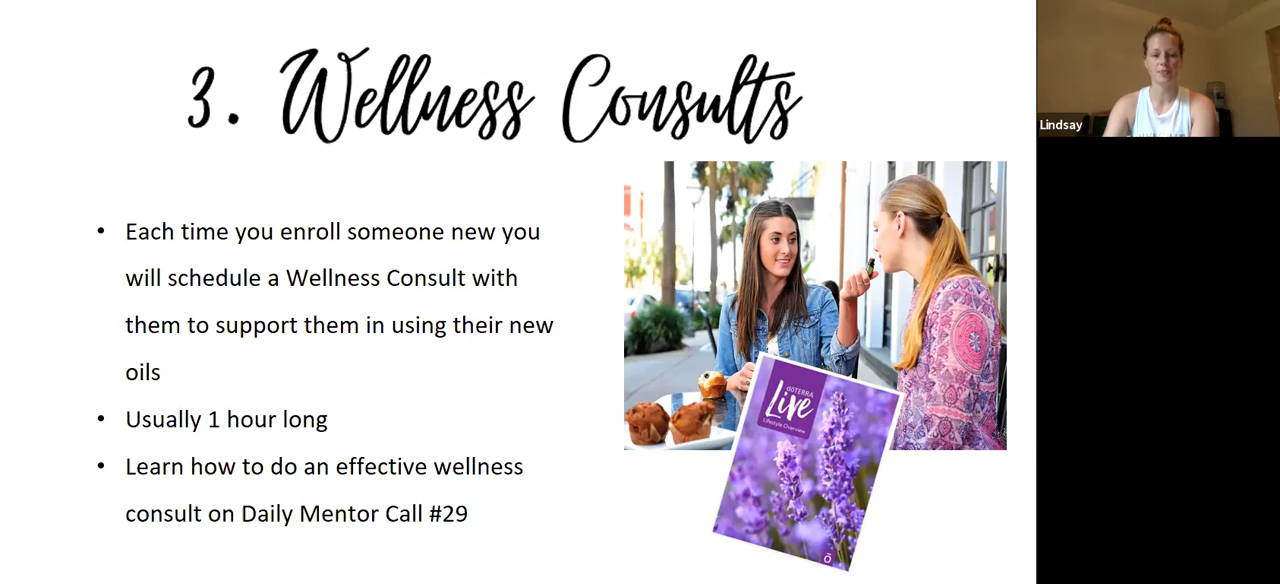 3. Wellness Consults
Lindsay
• Each time you enroll someone new you
will schedule a Wellness Consult with
them to support them in using their new
oils
• Usually 1 hour long
• Learn how to do an effective wellness
consult on Daily Mentor Call #29
dōTERRA
Live
Lifestyle Overview
ō